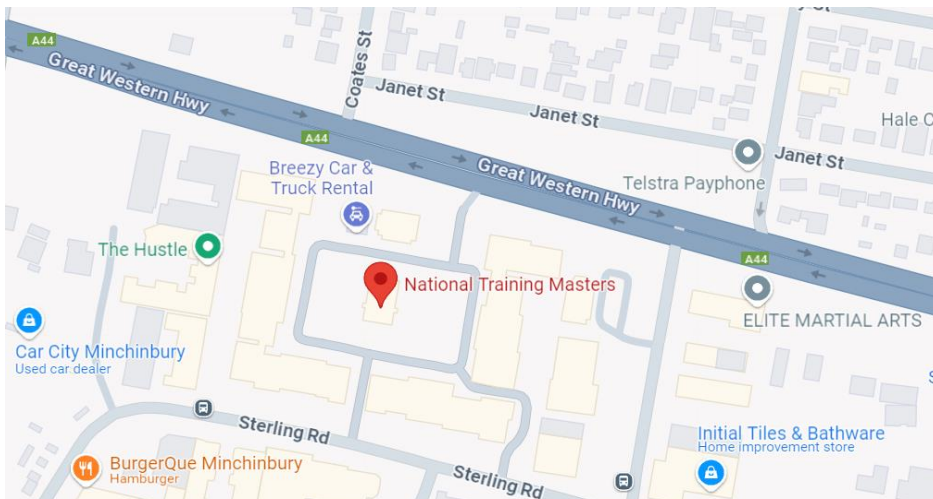 A44
Great Western Hwy
Coates St
Janet St
Janet St
A44
Hale C
Breezy Car &
Truck Rental
Great Western Hwy
Telstra Payphone
Janet St
The Hustle
National Training Masters
A44
ELITE MARTIAL ARTS
Car City Minchinbury
Used car dealer
Sterling Rd
Initial Tiles & Bathware
Home improvement store
BurgerQue Minchinbury
Hamburger
Sterling Rd